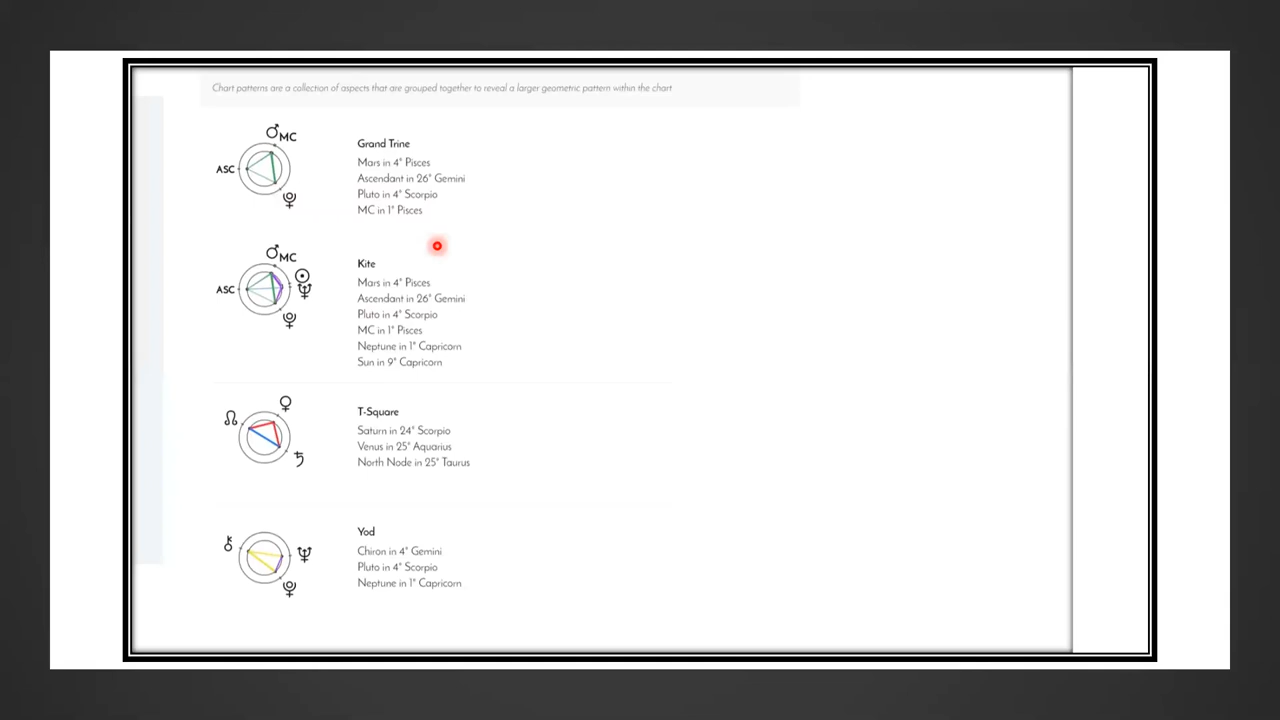 Chart patterns are a collection of aspects that are grouped together to reveal a larger geometric pattern within the chart
MC
ASC
Grand Trine
Mars in 4° Pisces
Ascendant in 26° Gemini
Pluto in 4° Scorpio
MC in 1° Pisces
MC
ASC
Kite
Mars in 4° Pisces
Ascendant in 26° Gemini
Pluto in 4° Scorpio
MC in 1° Pisces
Neptune in 1° Capricorn
Sun in 9° Capricorn
T-Square
Saturn in 24° Scorpio
Venus in 25° Aquarius
North Node in 25° Taurus
Yod
Chiron in 4° Gemini
Pluto in 4° Scorpio
Neptune in 1° Capricorn